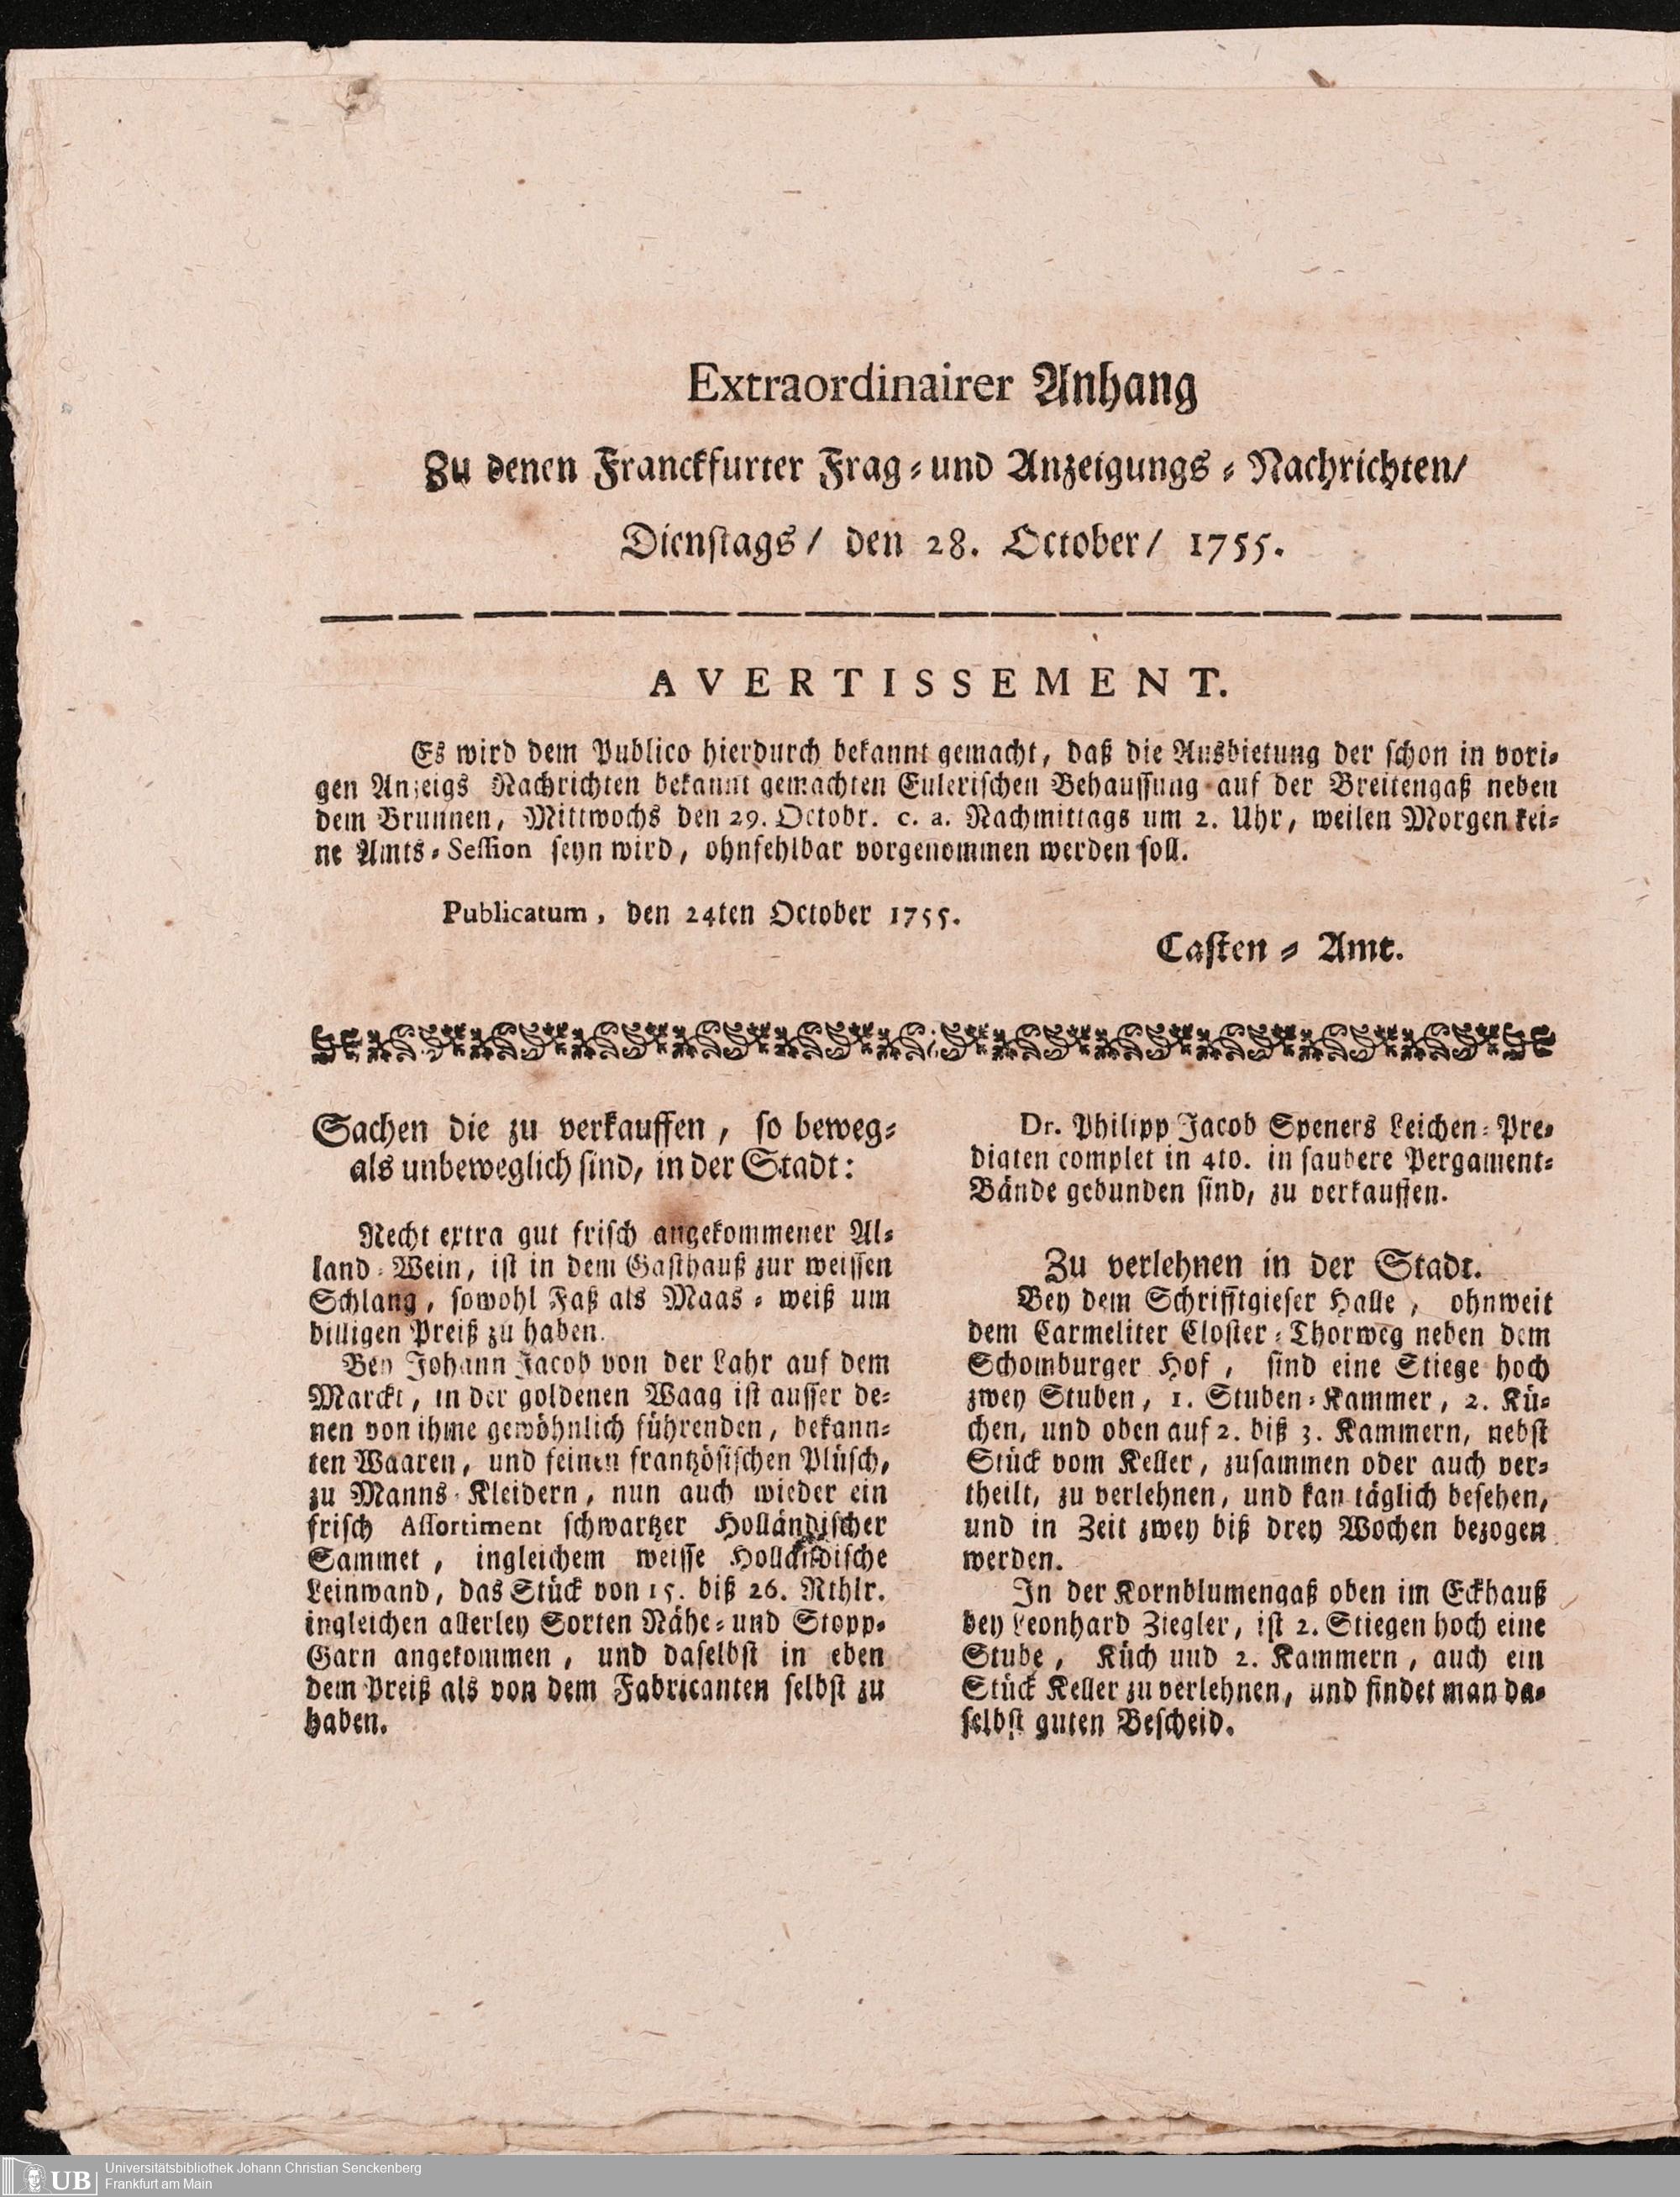 Extraordinairer Anhang
Zu denen Franckfurter Frag-und Anzeigungs-Nachrichten/
Dienstags/ den 28. October/ 1755.
AVERTISSEMENT.
Es wird dem Publico hierdurch bekannt gemacht, daß die Ausbietung der schon in vori-
gen Anzeigs Nachrichten bekannt gemachten Eulerischen Behaussung auf der Breitengaß neben
dem Brunnen, Mittwochs den 29. Octobr. c. a. Nachmittags um 2. Uhr, weilen Morgen kei-
ne Amts-Session seyn wird, ohnfehlbar vorgenommen werden soll.
Publicatum, den 24ten October 1755.
Casten-Amt.
Sachen die zu verkauffen, so beweg-
als unbeweglich sind, in der Stadt:
Recht extra gut frisch angekommener Al-
land-Wein, ist in dem Gasthauß zur weissen
Schlang, sowohl Faß als Maas-weiß um
billigen Preiß zu haben.
Bey Johann Jacob von der Lahr auf dem
Marckt, in der goldenen Waag ist ausser de-
nen von ihme gewöhnlich führenden, bekann-
ten Waaren, und feinen frantzösischen Plüsch,
zu Manns-Kleidern, nun auch wieder ein
frisch Assortiment schwartzer Holländischer
Sammet, ingleichem weisse Holländische
Leinwand, das Stück von 15. biß 26. Rthlr.
ingleichen allerley Sorten Nähe-und Stopp-
Garn angekommen, und daselbst in eben
dem Preiß als von dem Fabricanten selbst zu
haben.
Dr. Philipp Jacob Speners Leichen-Pre-
digten complet in 4to. in saubere Pergament-
Bände gebunden sind, zu verkauffen.
Zu verlehnen in der Stadt.
Bey dem Schrifftgieser Halle, ohnweit
dem Carmeliter Closter-Thorweg neben dem
Schomburger Hof, sind eine Stiege hoch
zwey Stuben, 1. Stuben-Kammer, 2. Kü-
chen, und oben auf 2. biß 3. Kammern, nebst
Stück vom Keller, zusammen oder auch ver-
theilt, zu verlehnen, und kan täglich besehen,
und in Zeit zwey biß drey Wochen bezogen
werden.
In der Kornblumengaß oben im Eckhauß
bey Leonhard Ziegler, ist 2. Stiegen hoch eine
Stube, Küch und 2. Kammern, auch ein
Stück Keller zu verlehnen, und findet man da-
selbst guten Bescheid.
UB
Universitätsbibliothek Johann Christian Senckenberg
Frankfurt am Main